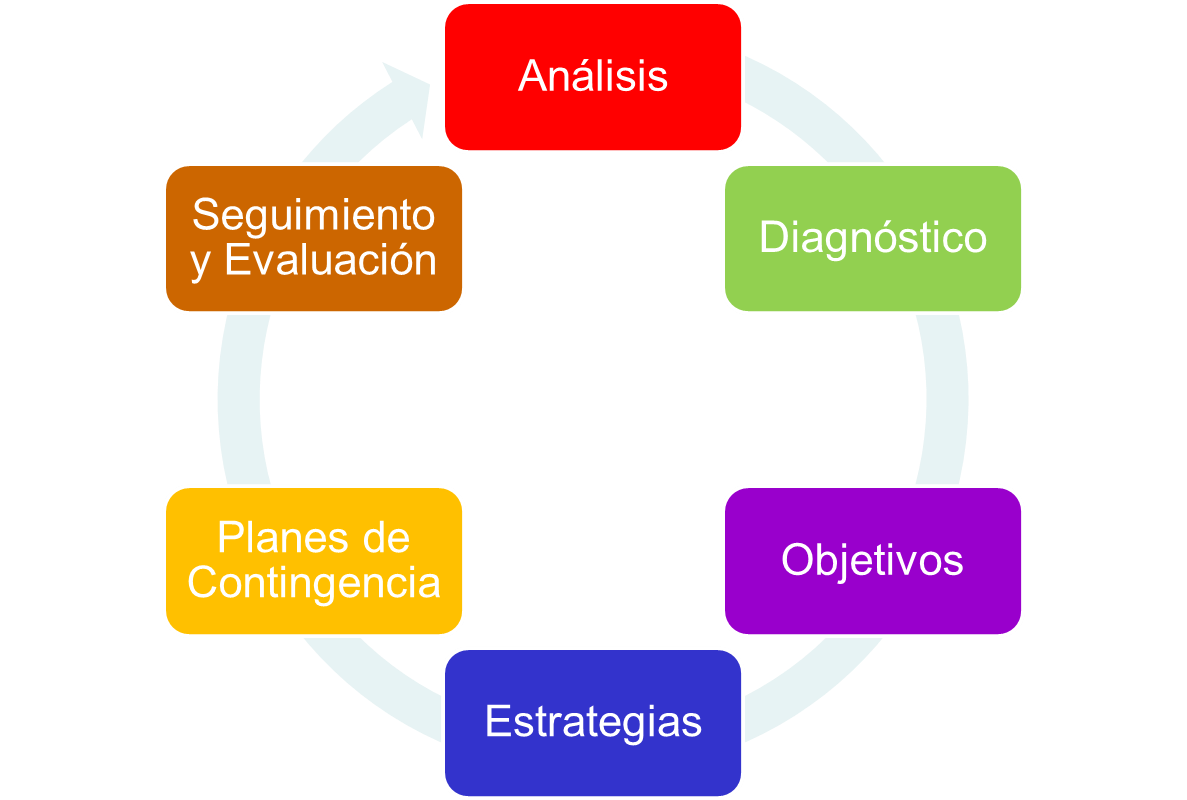 Análisis
Diagnóstico
Objetivos
Estrategias
Planes de
Contingencia
Seguimiento
y Evaluación